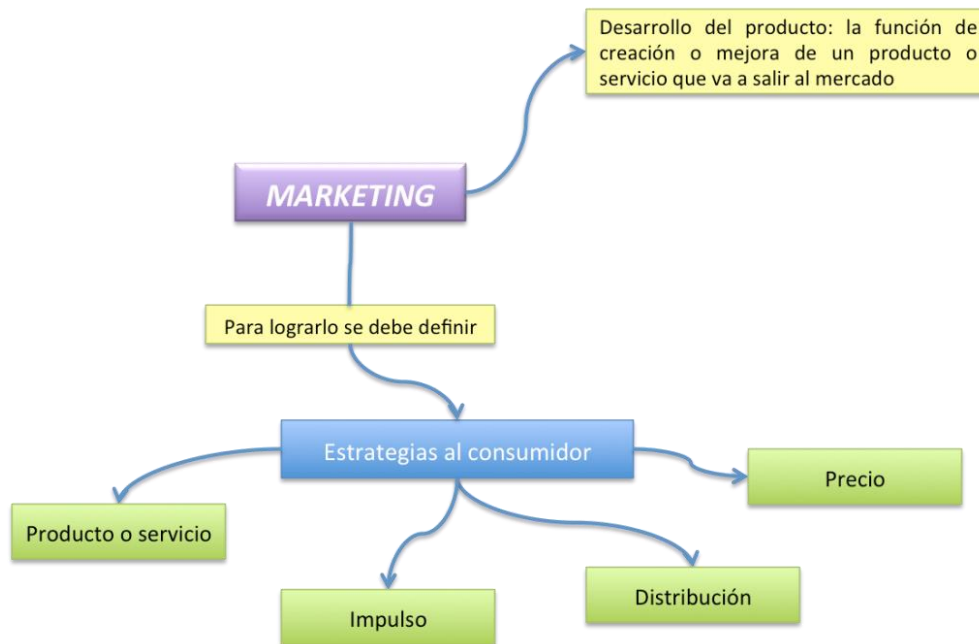 Desarrollo del producto: la función de
creación o mejora de un producto o
servicio que va a salir al mercado
MARKETING
Para lograrlo se debe definir
Estrategias al consumidor
Precio
Producto o servicio
Distribución
Impulso